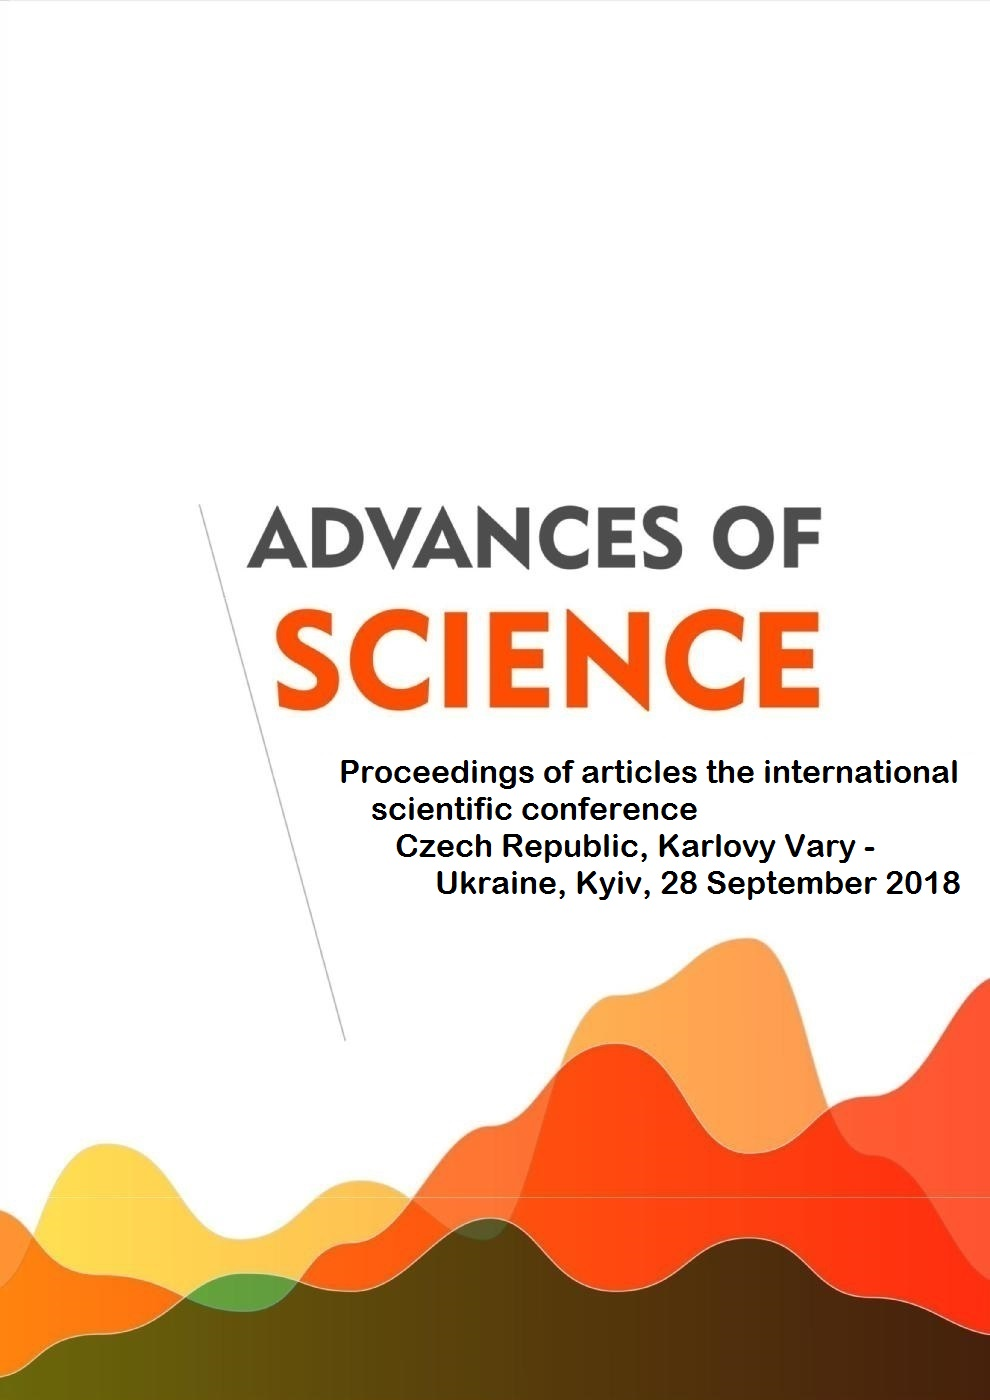 ADVANCES OF
SCIENCE
Proceedings of articles the international
scientific conference
Czech Republic, Karlovy Vary -
Ukraine, Kyiv, 28 September 2018